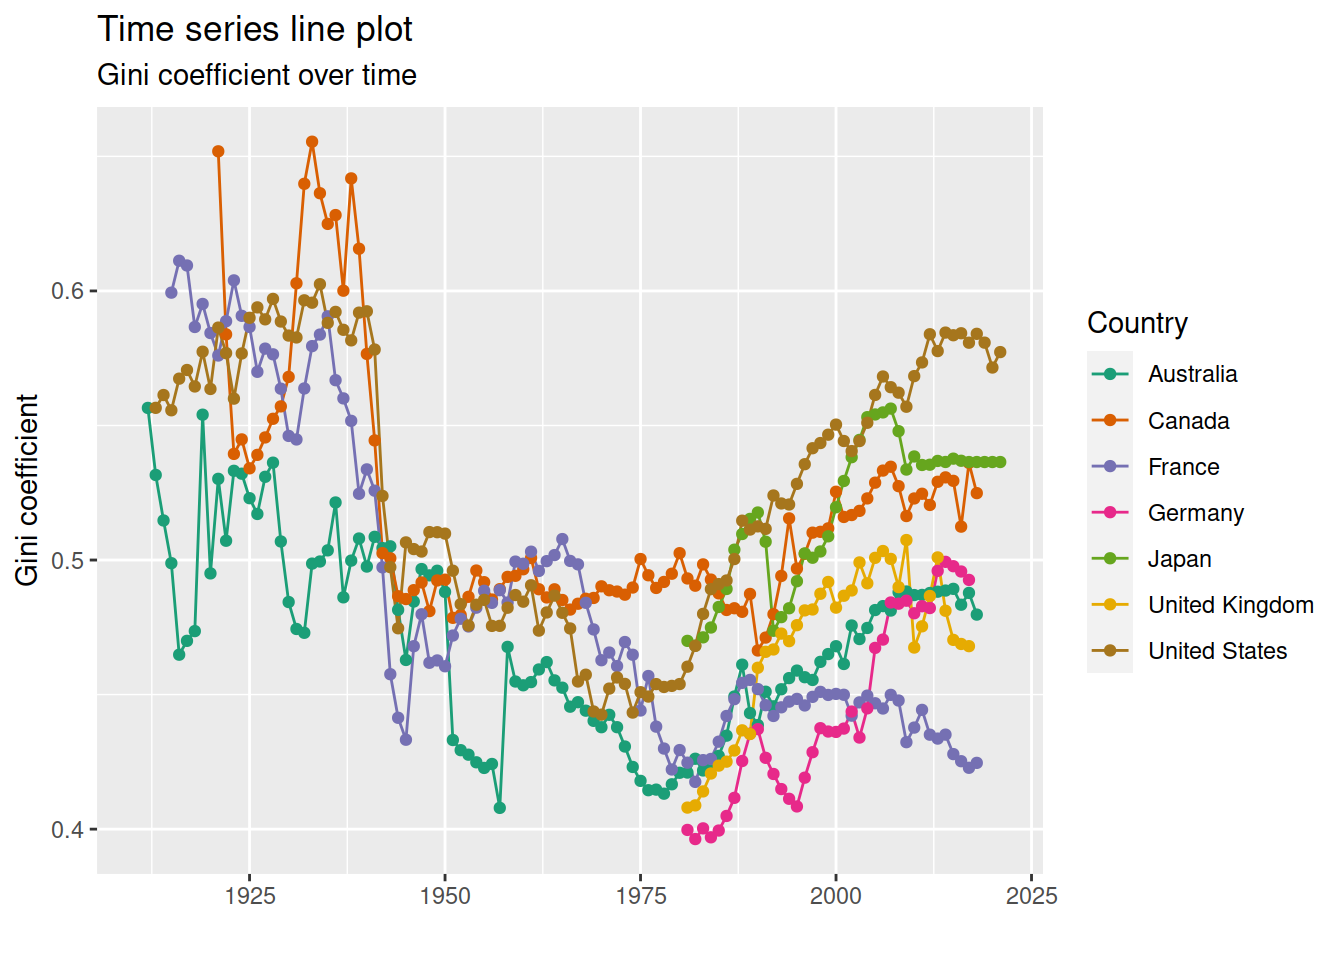 Time series line plot
Gini coefficient over time
Gini coefficient
0.6
0.5
0.4
1925
1950
1975
2000
2025
Country
Australia
Canada
France
Germany
Japan
United Kingdom
United States